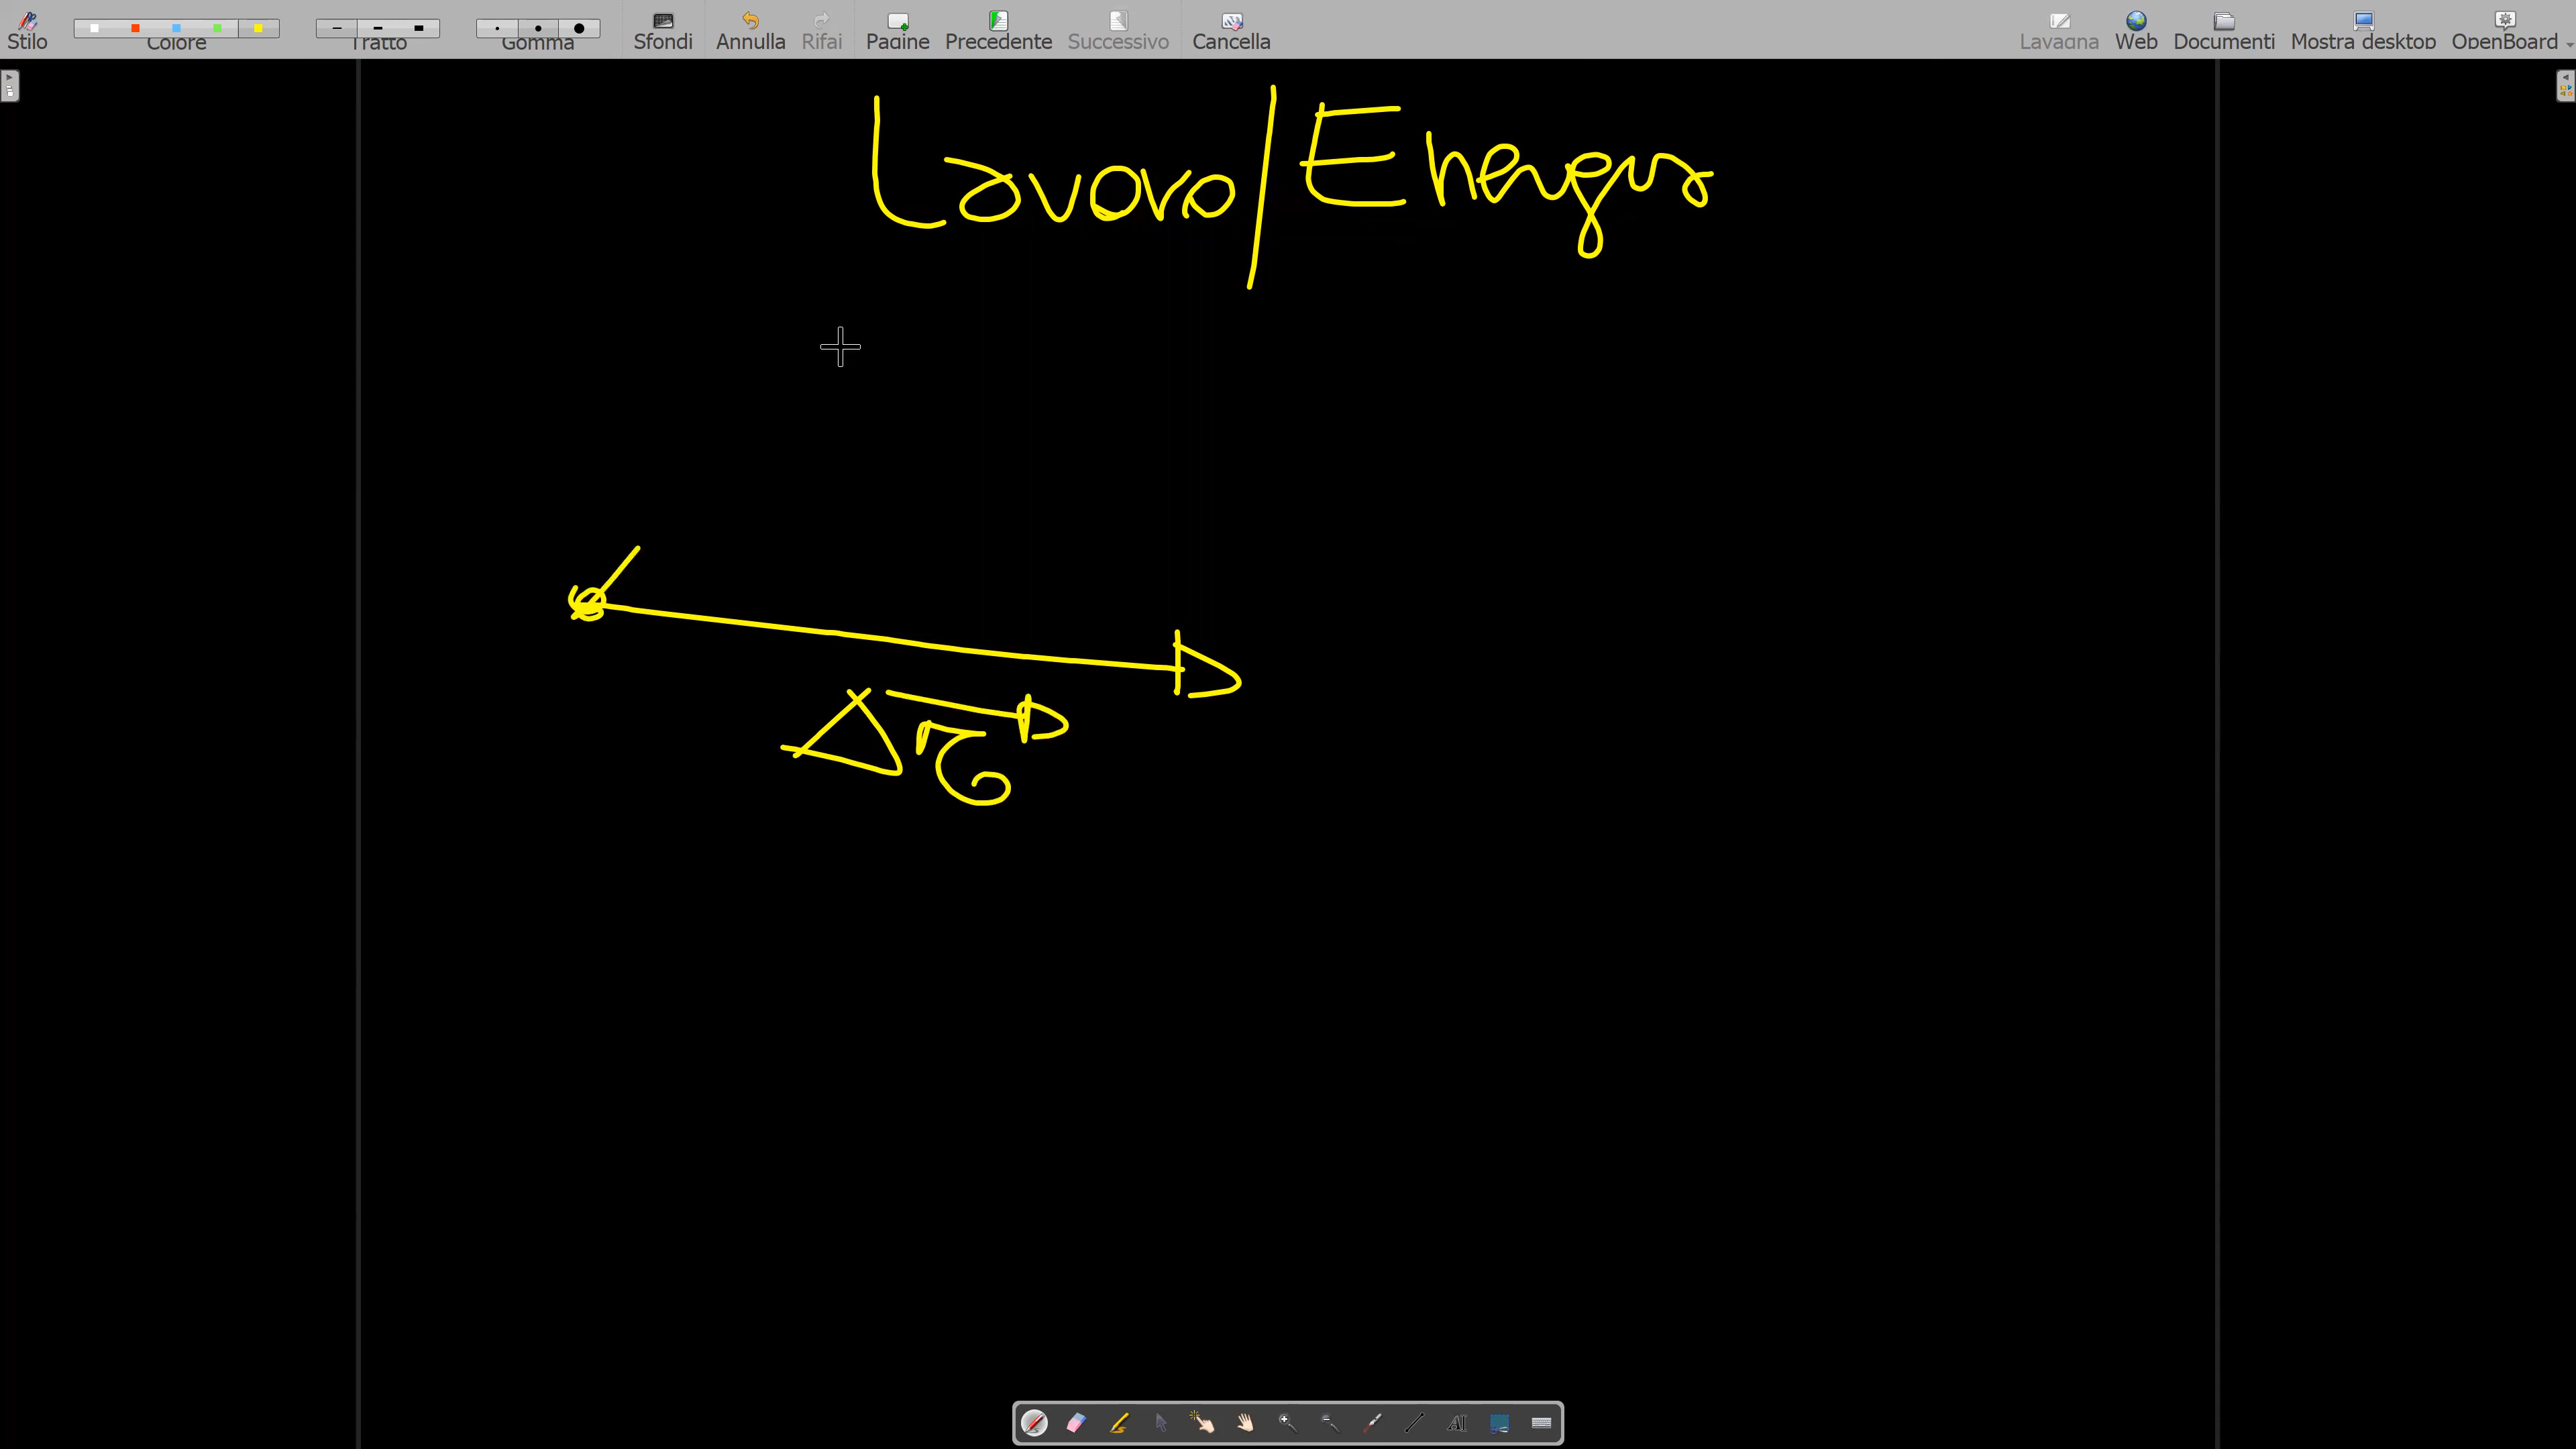 Stilo Colore Tratto Gomma Sfondi Annulla Rifai Pagine Precedente Successivo Cancella Lavagna Web Documenti Mostra desktop OpenBoard
Lavoro/Energia
Δr⃗